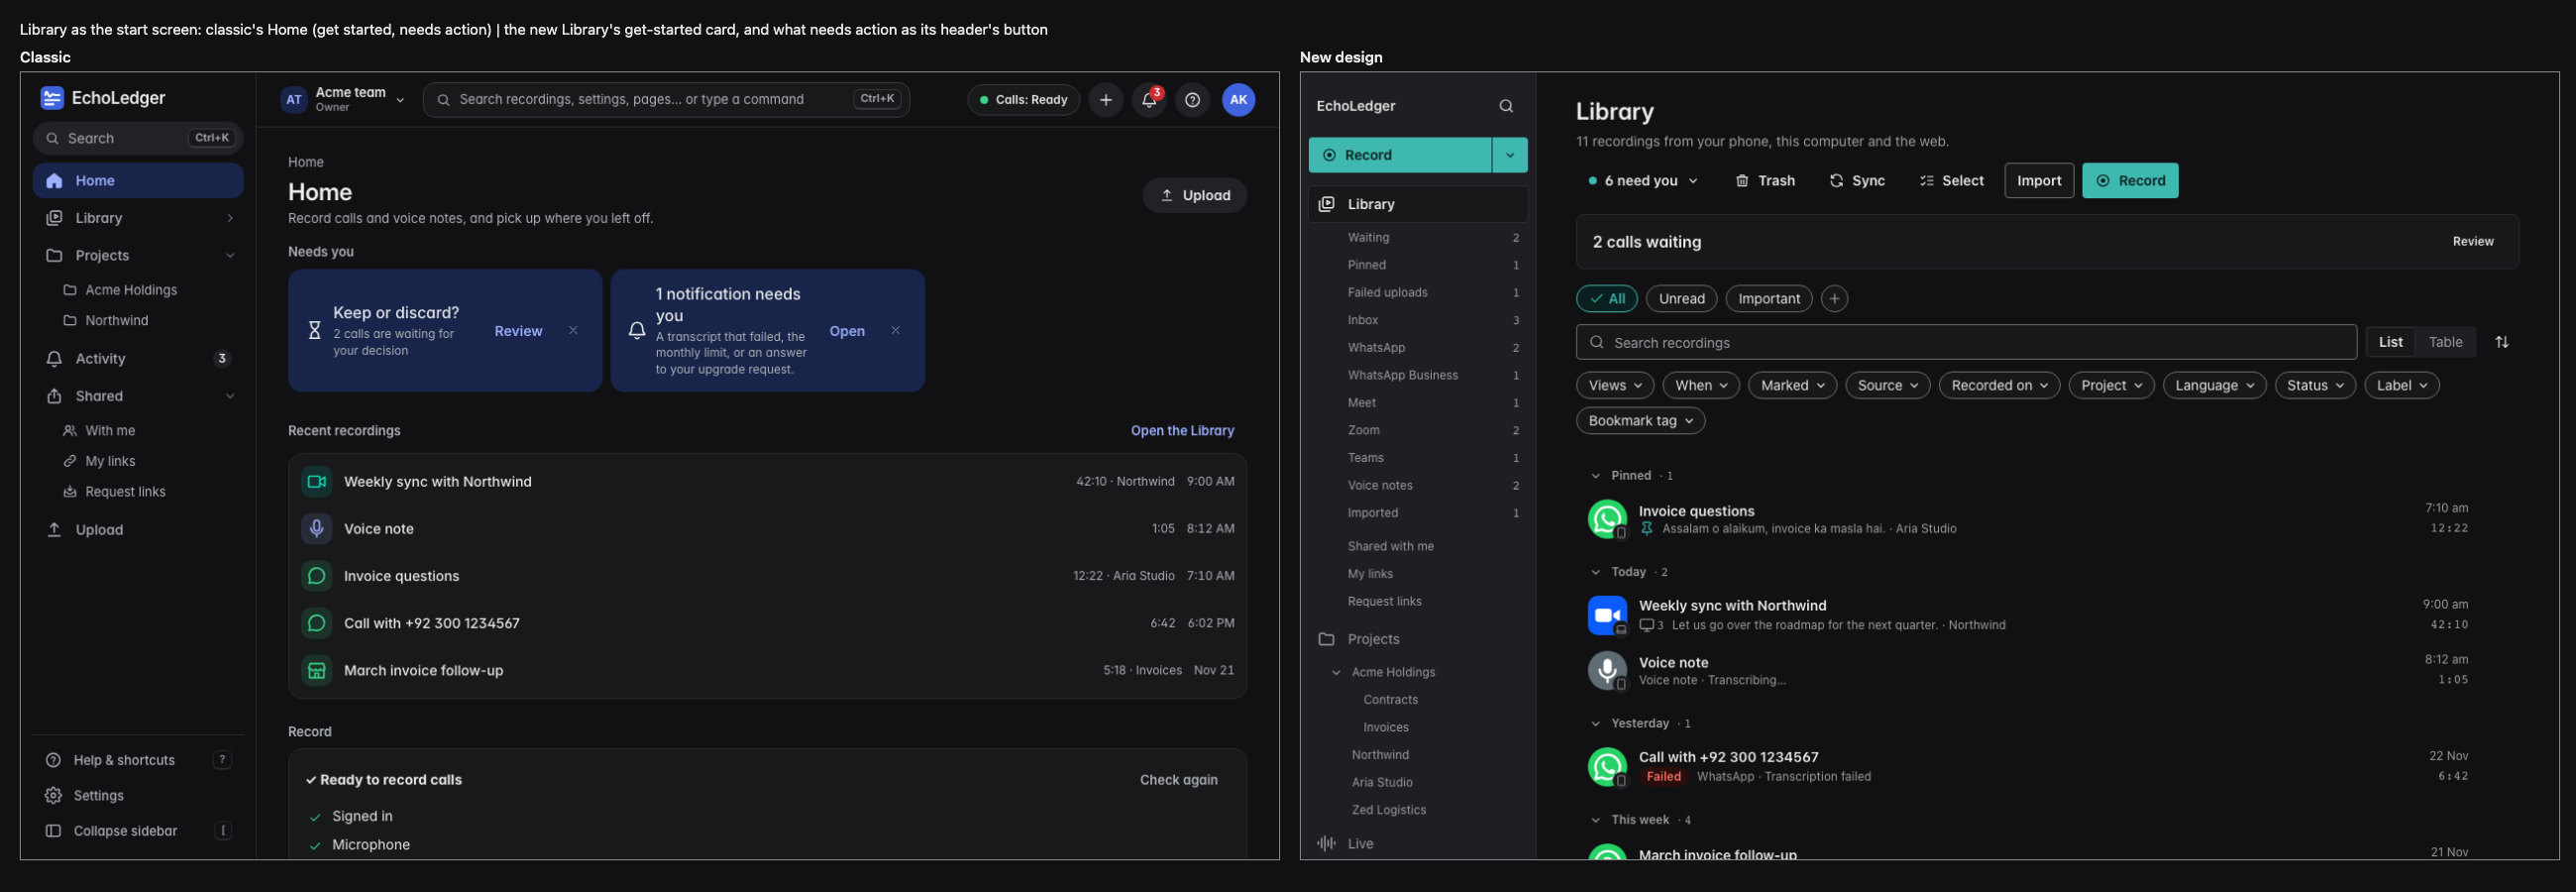 Library as the start screen: classic's Home (get started, needs action) | the new Library's get-started card, and what needs action as its header's button
Classic
EchoLedger
Search Ctrl+K
Home
Library
Projects
Acme Holdings
Northwind
Activity 3
Shared
With me
My links
Request links
Upload
Help & shortcuts ?
Settings
Collapse sidebar [
AT Acme team
Owner
Search recordings, settings, pages... or type a command Ctrl+K
Calls: Ready
3
AK
Home
Home
Upload
Record calls and voice notes, and pick up where you left off.
Needs you
Keep or discard?
2 calls are waiting for
your decision
Review
1 notification needs
you
A transcript that failed, the
monthly limit, or an answer
to your upgrade request.
Open
Recent recordings Open the Library
Weekly sync with Northwind 42:10 · Northwind 9:00 AM
Voice note 1:05 8:12 AM
Invoice questions 12:22 · Aria Studio 7:10 AM
Call with +92 300 1234567 6:42 6:02 PM
March invoice follow-up 5:18 · Invoices Nov 21
Record
Ready to record calls Check again
Signed in
Microphone
New design
EchoLedger
Record
Library
Waiting 2
Pinned 1
Failed uploads 1
Inbox 3
WhatsApp 2
WhatsApp Business 1
Meet 1
Zoom 2
Teams 1
Voice notes 2
Imported 1
Shared with me
My links
Request links
Projects
Acme Holdings
Contracts
Invoices
Northwind
Aria Studio
Zed Logistics
Live
Library
11 recordings from your phone, this computer and the web.
6 need you Trash Sync Select Import Record
2 calls waiting Review
All Unread Important
Search recordings List Table
Views When Marked Source Recorded on Project Language Status Label
Bookmark tag
Pinned · 1
Invoice questions 7:10 am
Assalam o alaikum, invoice ka masla hai. · Aria Studio 12:22
Today · 2
Weekly sync with Northwind 9:00 am
3 Let us go over the roadmap for the next quarter. · Northwind 42:10
Voice note 8:12 am
Voice note · Transcribing... 1:05
Yesterday · 1
Call with +92 300 1234567 22 Nov
Failed WhatsApp · Transcription failed 6:42
This week · 4
March invoice follow-up 21 Nov